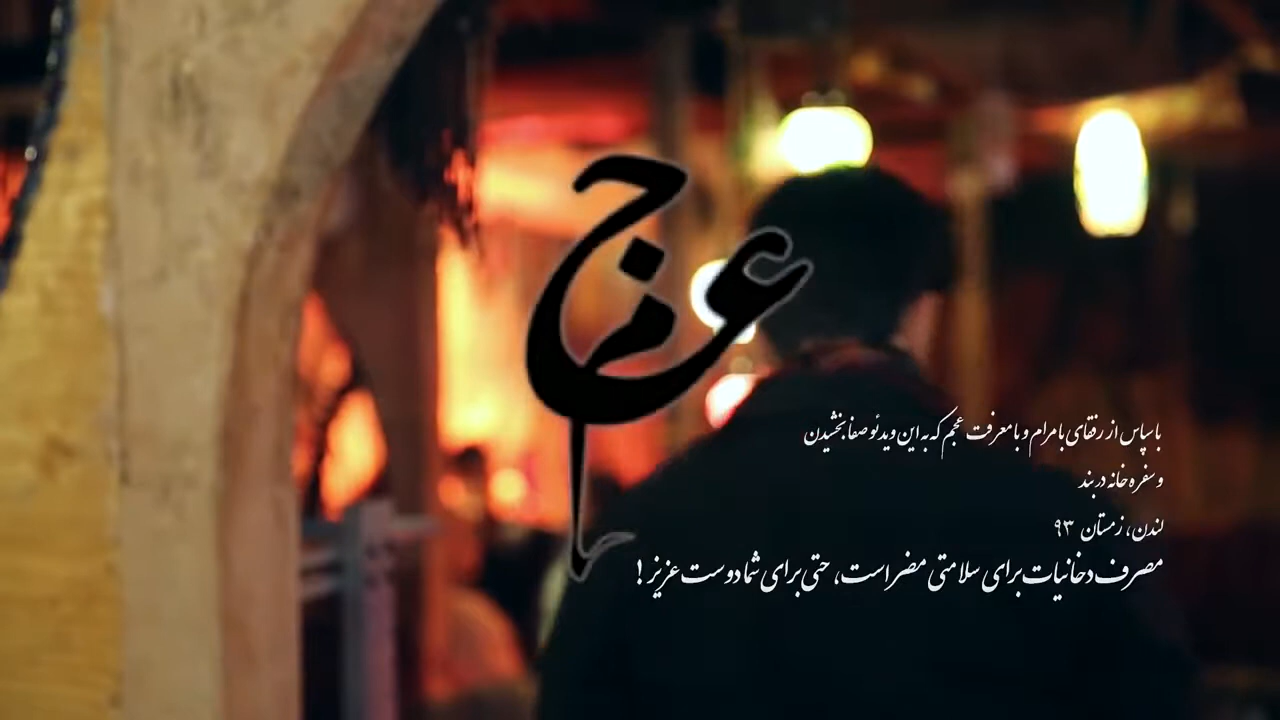 عجم
با سپاس از رفقای با مرام و با معرفت عجم که به این ویدئو صفا بخشیدن
و سفره خانه دربند
لندن، زمستان ۹۳
مصرف دخانیات برای سلامتی مضر است، حتی برای شما دوست عزیز !